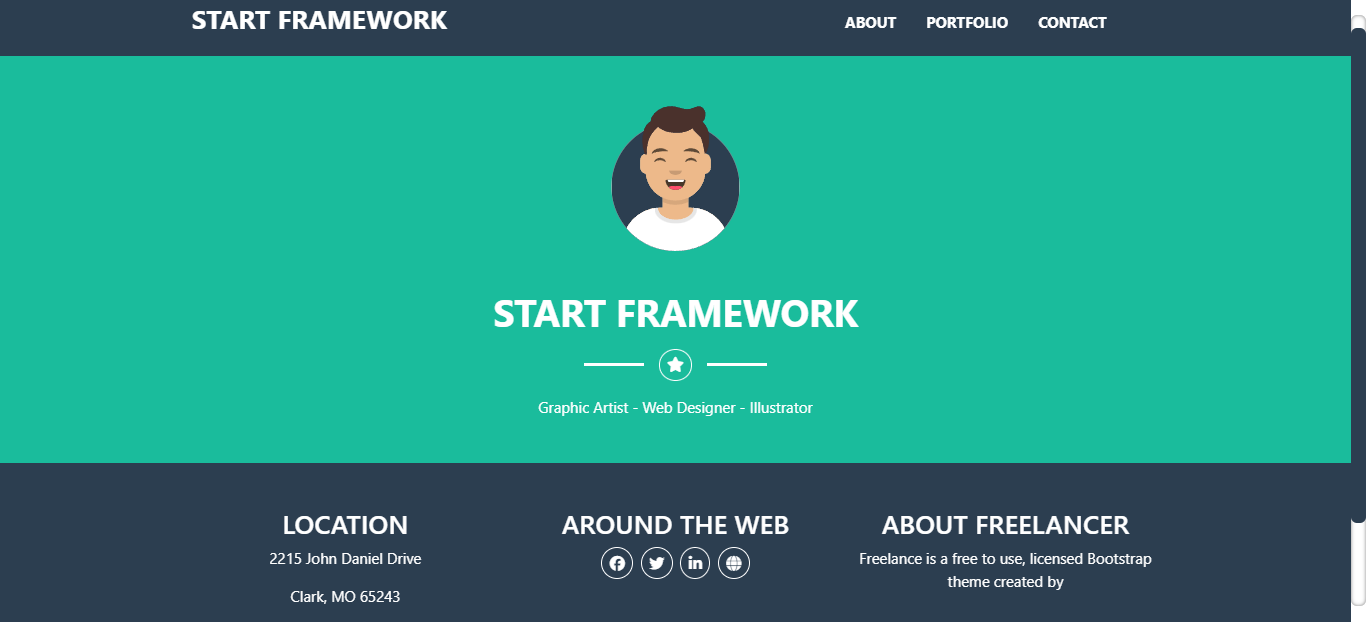 START FRAMEWORK
ABOUT PORTFOLIO CONTACT
START FRAMEWORK
Graphic Artist - Web Designer - Illustrator
LOCATION
2215 John Daniel Drive
Clark, MO 65243
AROUND THE WEB
ABOUT FREELANCER
Freelance is a free to use, licensed Bootstrap
theme created by